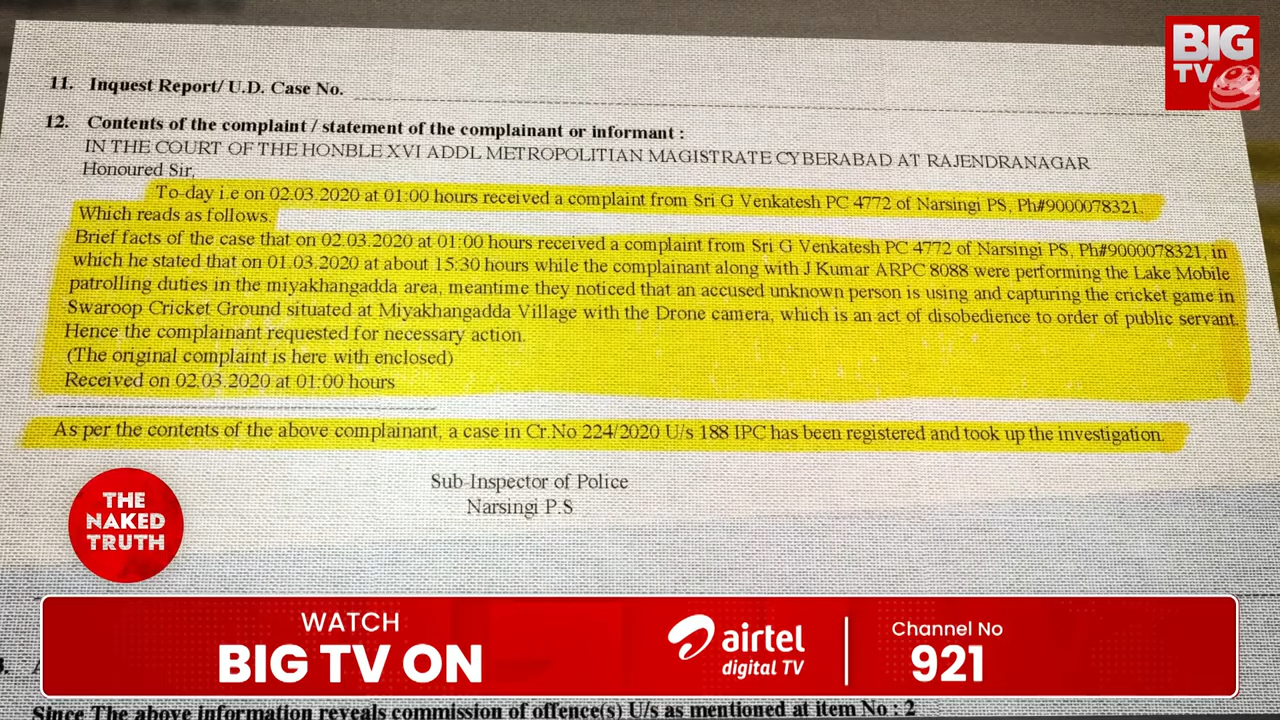 BIG
TV
11. Inquest Report/ U.D. Case No.
12. Contents of the complaint / statement of the complainant or informant :
IN THE COURT OF THE HONBLE XVI ADDL METROPOLITIAN MAGISTRATE CYBERABAD AT RAJENDRANAGAR
Honoured Sir,
To-day i.e on 02.03.2020 at 01:00 hours received a complaint from Sri G Venkatesh PC 4772 of Narsingi PS, Ph#9000078321,
Which reads as follows.
Brief facts of the case that on 02.03.2020 at 01:00 hours received a complaint from Sri G Venkatesh PC 4772 of Narsingi PS, Ph#9000078321, in
which he stated that on 01.03.2020 at about 15:30 hours while the complainant along with J Kumar ARPC 8088 were performing the Lake Mobile
patrolling duties in the miyakhangadda area, meantime they noticed that an accused unknown person is using and capturing the cricket game in
Swaroop Cricket Ground situated at Miyakhangadda Village with the Drone camera, which is an act of disobedience to order of public servant.
Hence the complainant requested for necessary action.
(The original complaint is here with enclosed)
Received on 02.03.2020 at 01:00 hours
As per the contents of the above complainant, a case in Cr.No 224/2020 U/s 188 IPC has been registered and took up the investigation.
Sub-Inspector of Police
Narsingi P.S
THE
NAKED
TRUTH
WATCH
BIG TV ON
airtel
digital TV
Channel No
921
Since The above information reveals commission of offence(s) U/s as mentioned at item No : 2